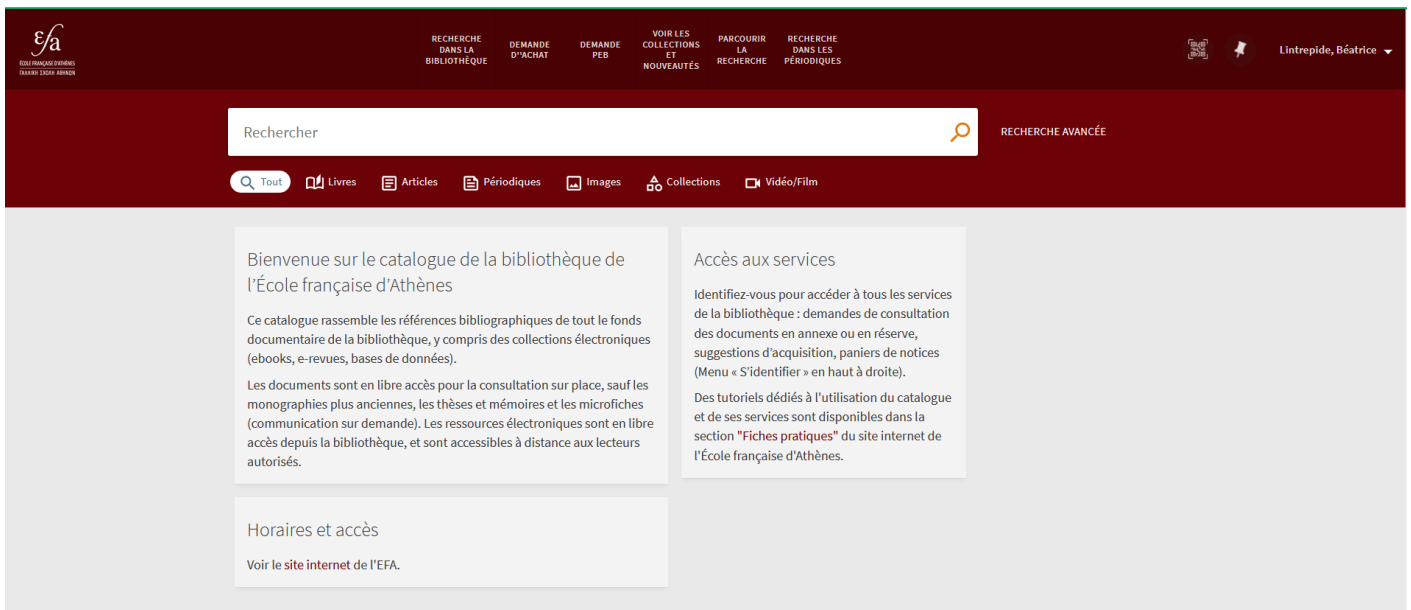 εfa
ÉCOLE FRANÇAISE D'ATHÈNES
ΓΑΛΛΙΚΗ ΣΧΟΛΗ ΑΘΗΝΩΝ
RECHERCHE
DANS LA
BIBLIOTHÈQUE
DEMANDE
D''ACHAT
DEMANDE
PEB
VOIR LES
COLLECTIONS
ET
NOUVEAUTÉS
PARCOURIR
LA
RECHERCHE
RECHERCHE
DANS LES
PÉRIODIQUES
Lintrepide, Béatrice
Rechercher
RECHERCHE AVANCÉE
Tout Livres Articles Périodiques Images Collections Vidéo/Film
Bienvenue sur le catalogue de la bibliothèque de
l'École française d'Athènes
Ce catalogue rassemble les références bibliographiques de tout le fonds
documentaire de la bibliothèque, y compris des collections électroniques
(ebooks, e-revues, bases de données).
Les documents sont en libre accès pour la consultation sur place, sauf les
monographies plus anciennes, les thèses et mémoires et les microfiches
(communication sur demande). Les ressources électroniques sont en libre
accès depuis la bibliothèque, et sont accessibles à distance aux lecteurs
autorisés.
Accès aux services
Identifiez-vous pour accéder à tous les services
de la bibliothèque : demandes de consultation
des documents en annexe ou en réserve,
suggestions d'acquisition, paniers de notices
(Menu « S'identifier » en haut à droite).
Des tutoriels dédiés à l'utilisation du catalogue
et de ses services sont disponibles dans la
section "Fiches pratiques" du site internet de
l'École française d'Athènes.
Horaires et accès
Voir le site internet de l'EFA.